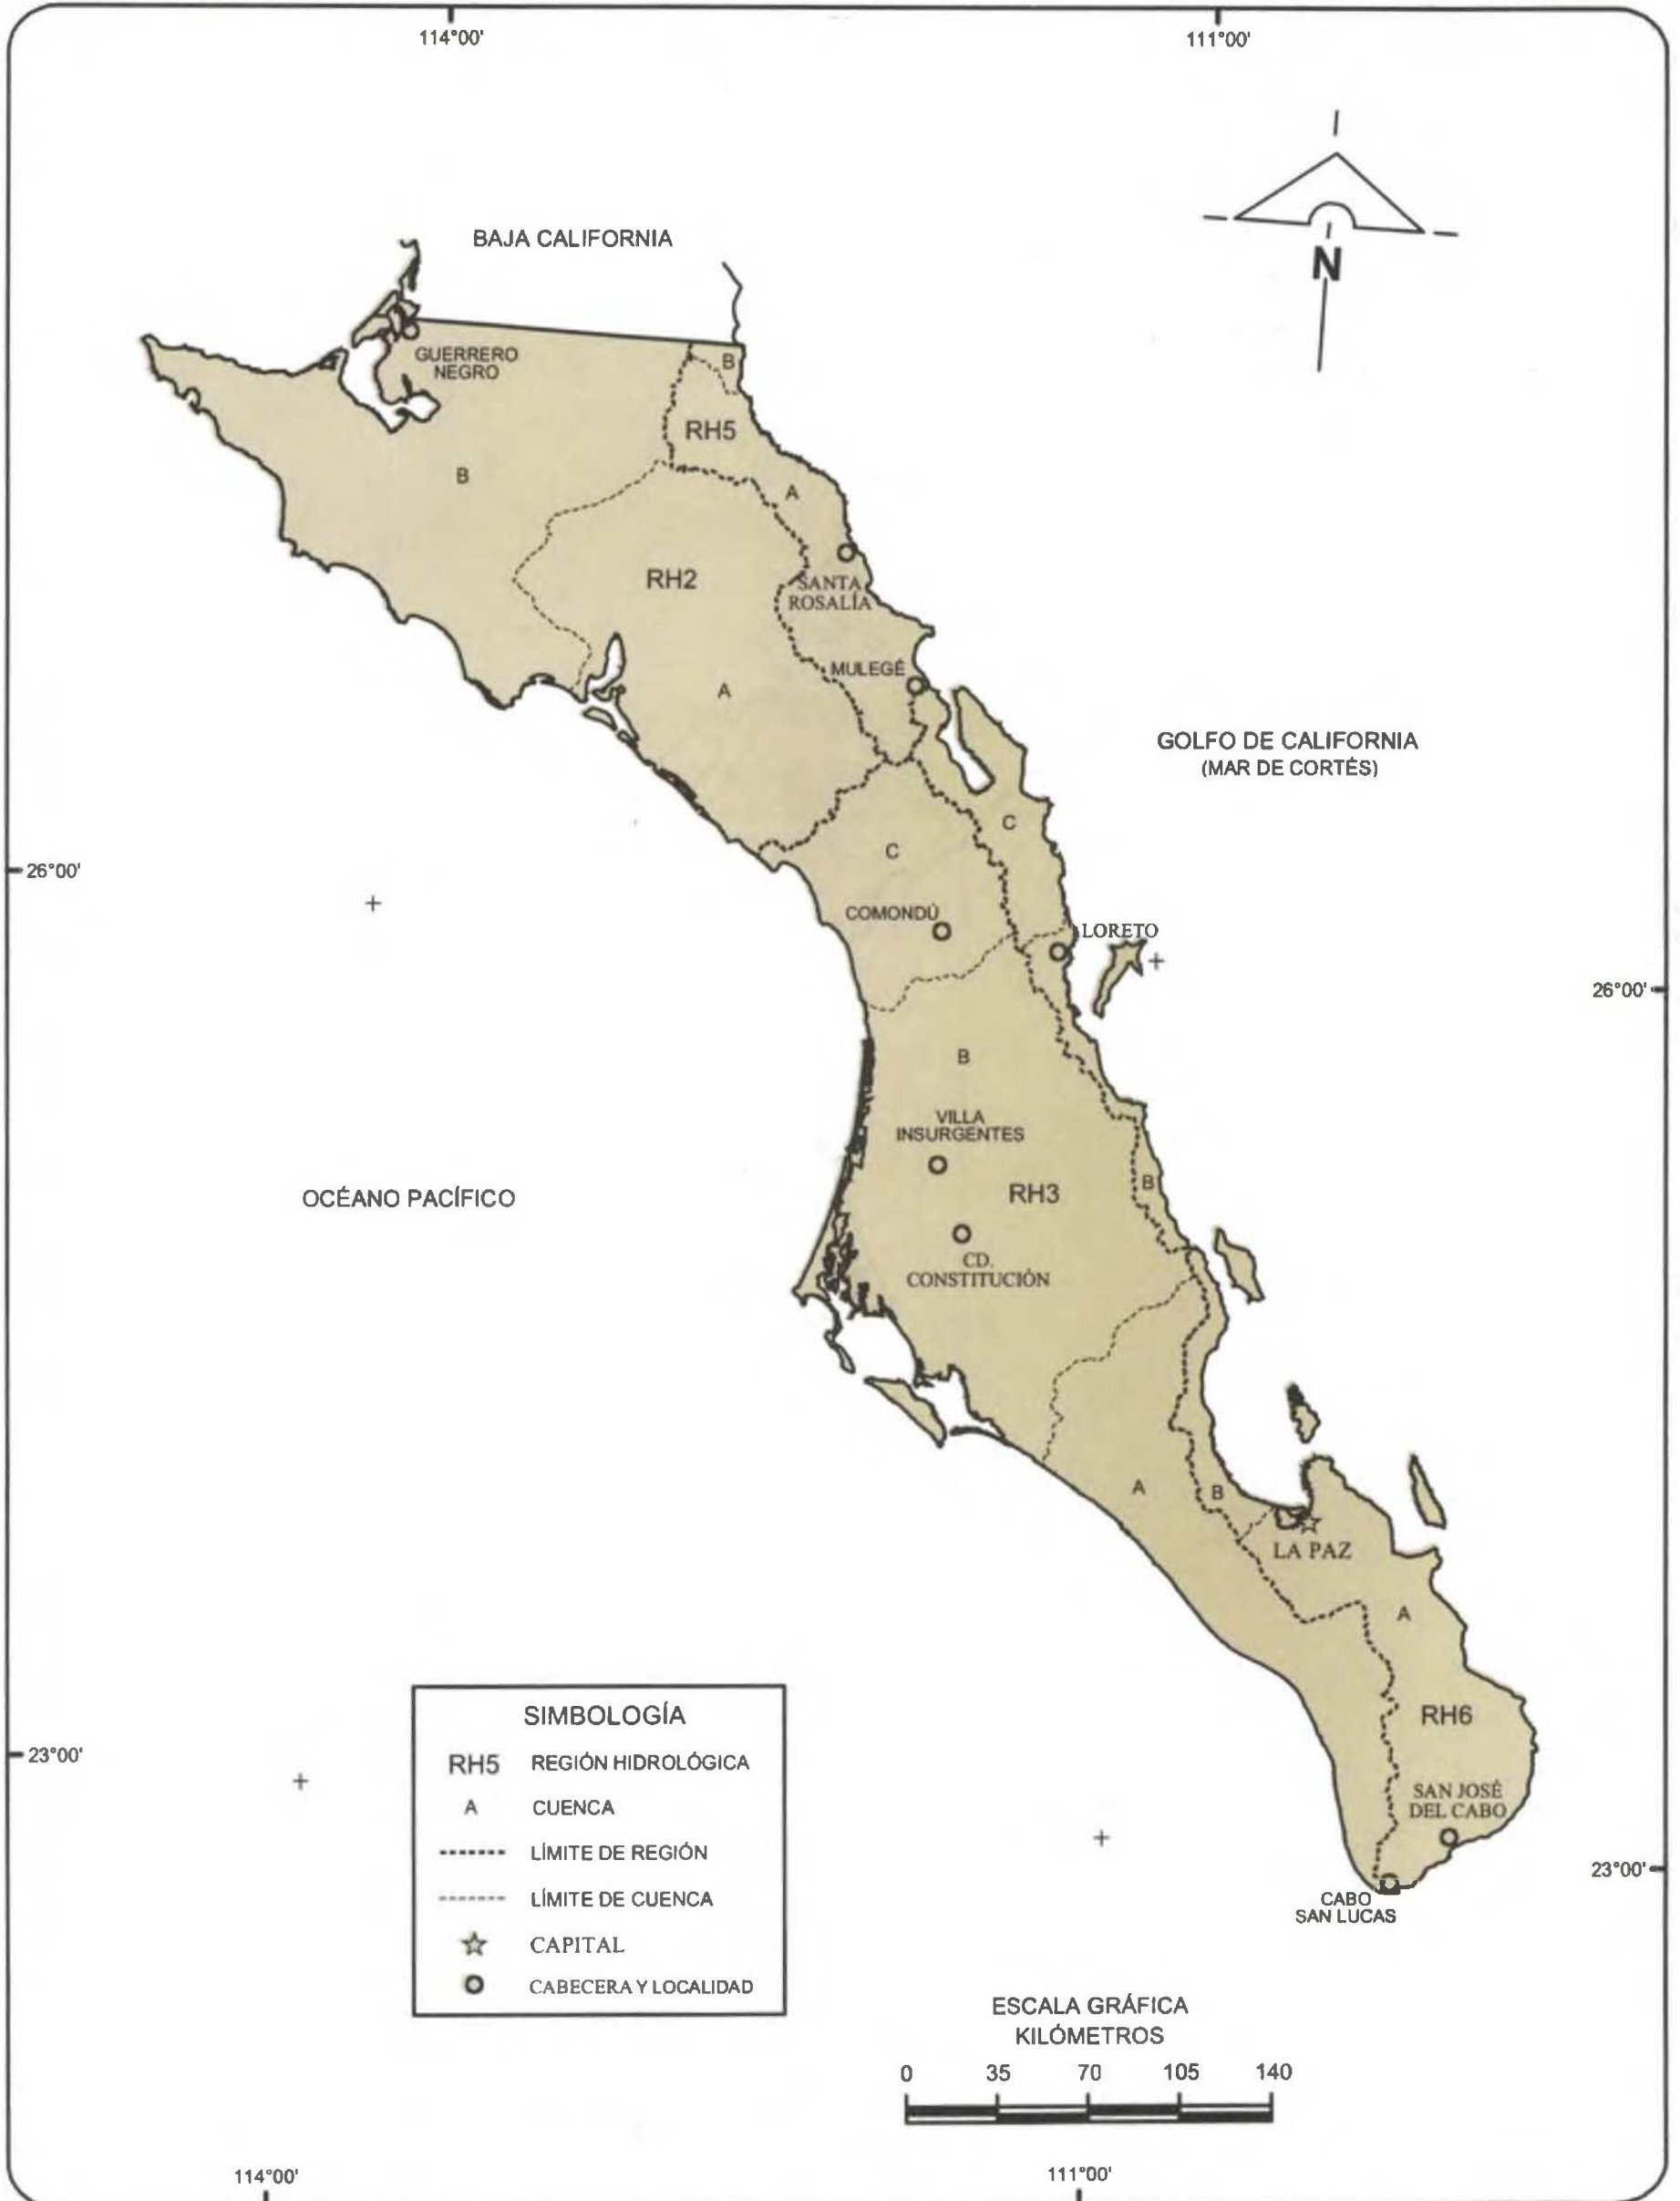 114°00'
111°00'
N
BAJA CALIFORNIA
GUERRERO
NEGRO
B
RH5
B
A
RH2
SANTA
ROSALÍA
MULEGÉ
A
GOLFO DE CALIFORNIA
(MAR DE CORTÉS)
C
C
26°00'
COMONDÚ
LORETO
26°00'
B
VILLA
INSURGENTES
OCÉANO PACÍFICO
RH3
B
CD.
CONSTITUCIÓN
A
B
LA PAZ
A
RH6
SAN JOSÉ
DEL CABO
23°00'
23°00'
CABO
SAN LUCAS
SIMBOLOGÍA
RH5 REGIÓN HIDROLÓGICA
A CUENCA
LÍMITE DE REGIÓN
LÍMITE DE CUENCA
CAPITAL
CABECERA Y LOCALIDAD
ESCALA GRÁFICA
KILÓMETROS
0 35 70 105 140
114°00'
111°00'